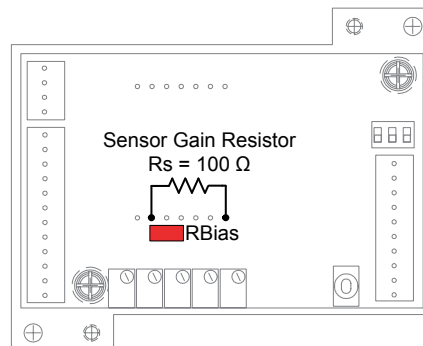 Sensor Gain Resistor
Rs = 100 Ω
RBias